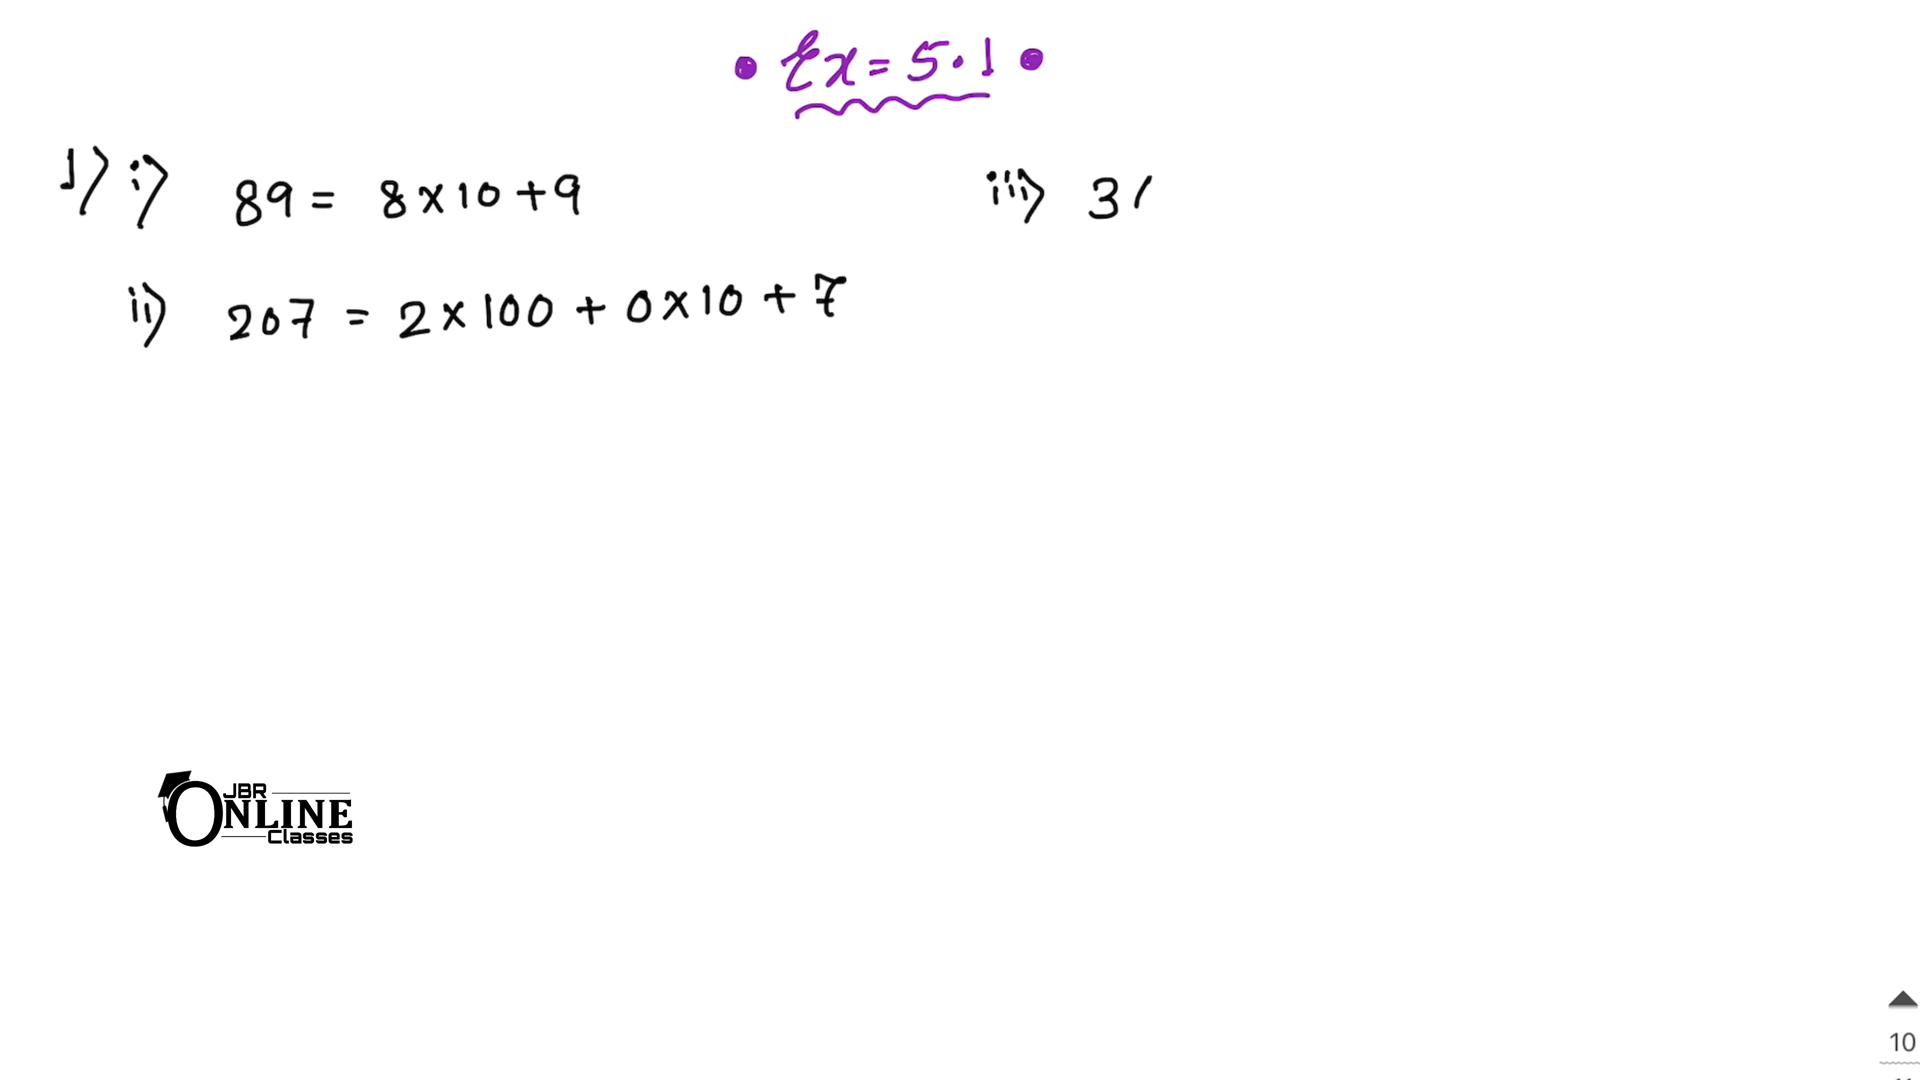 • Ex = 5.1 •
1) i) 89 = 8 × 10 + 9
ii) 207 = 2 × 100 + 0 × 10 + 7
iii) 3
JBR
ONLINE
Classes
10